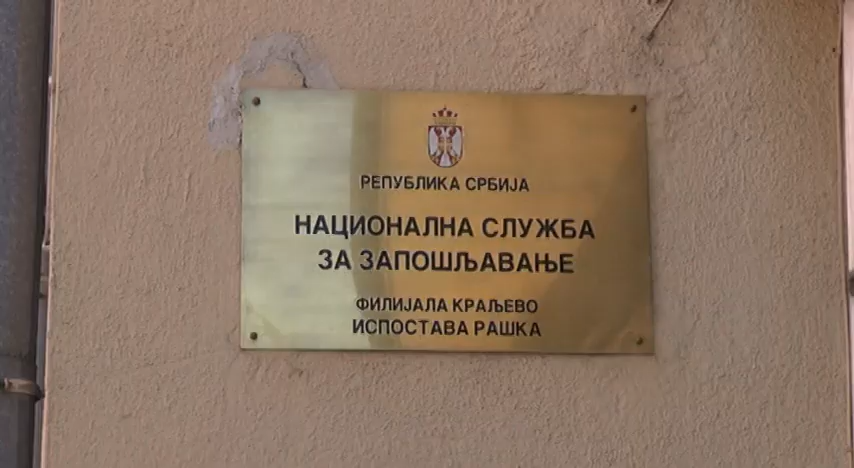 РЕПУБЛИКА СРБИЈА
НАЦИОНАЛНА СЛУЖБА
ЗА ЗАПОШЉАВАЊЕ
ФИЛИЈАЛА КРАЉЕВО
ИСПОСТАВА РАШКА